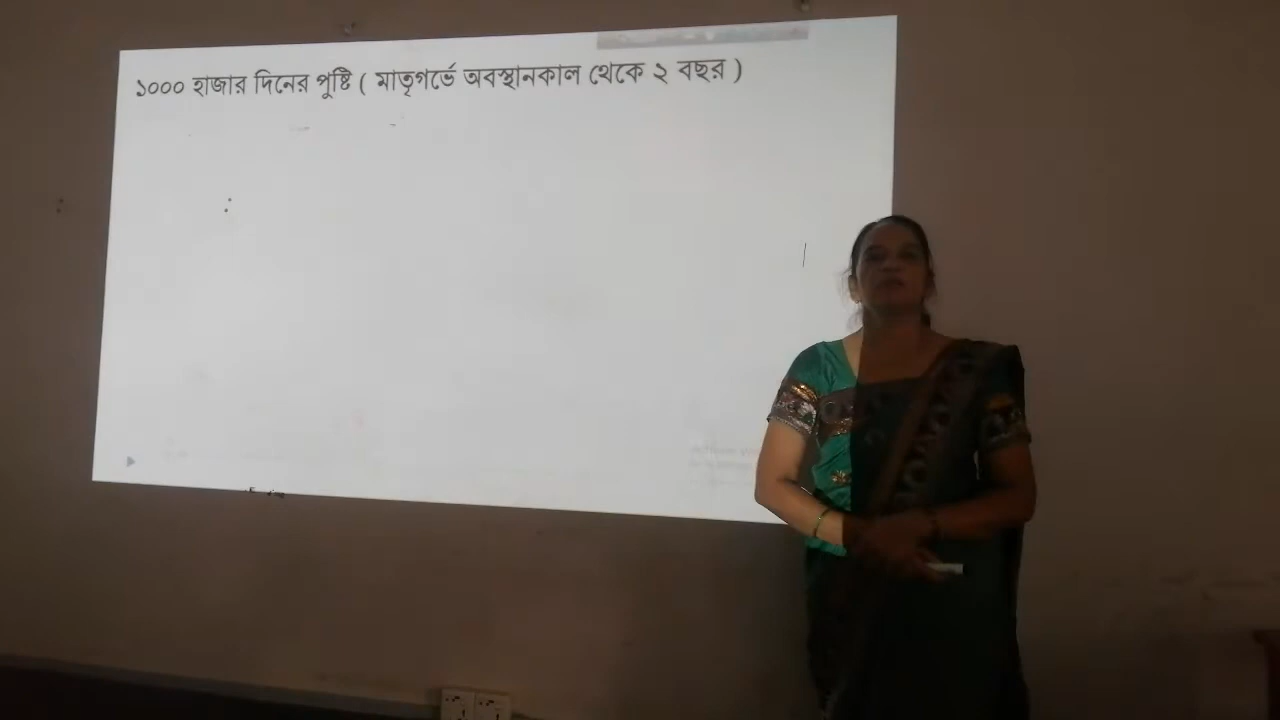 ১০০০ হাজার দিনের পুষ্টি ( মাতৃগর্ভে অবস্থানকাল থেকে ২ বছর )